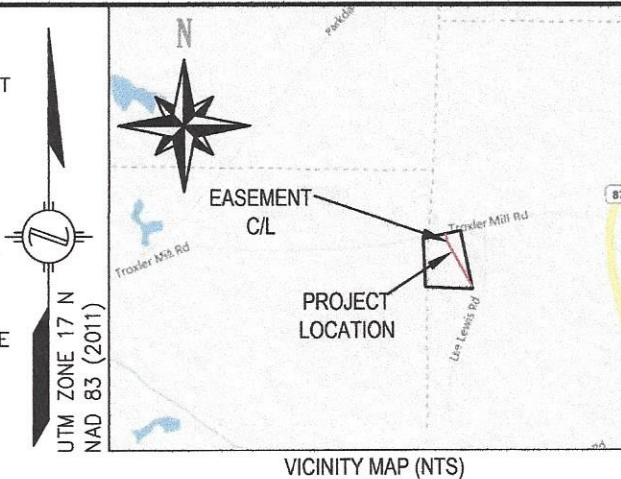 T
E
UTM ZONE 17 N
NAD 83 (2011)
N
Parkda
EASEMENT
C/L
Troxler Mill Rd
Troxler Mill Rd
PROJECT
LOCATION
Lee Lewis Rd
87
Rd
VICINITY MAP (NTS)